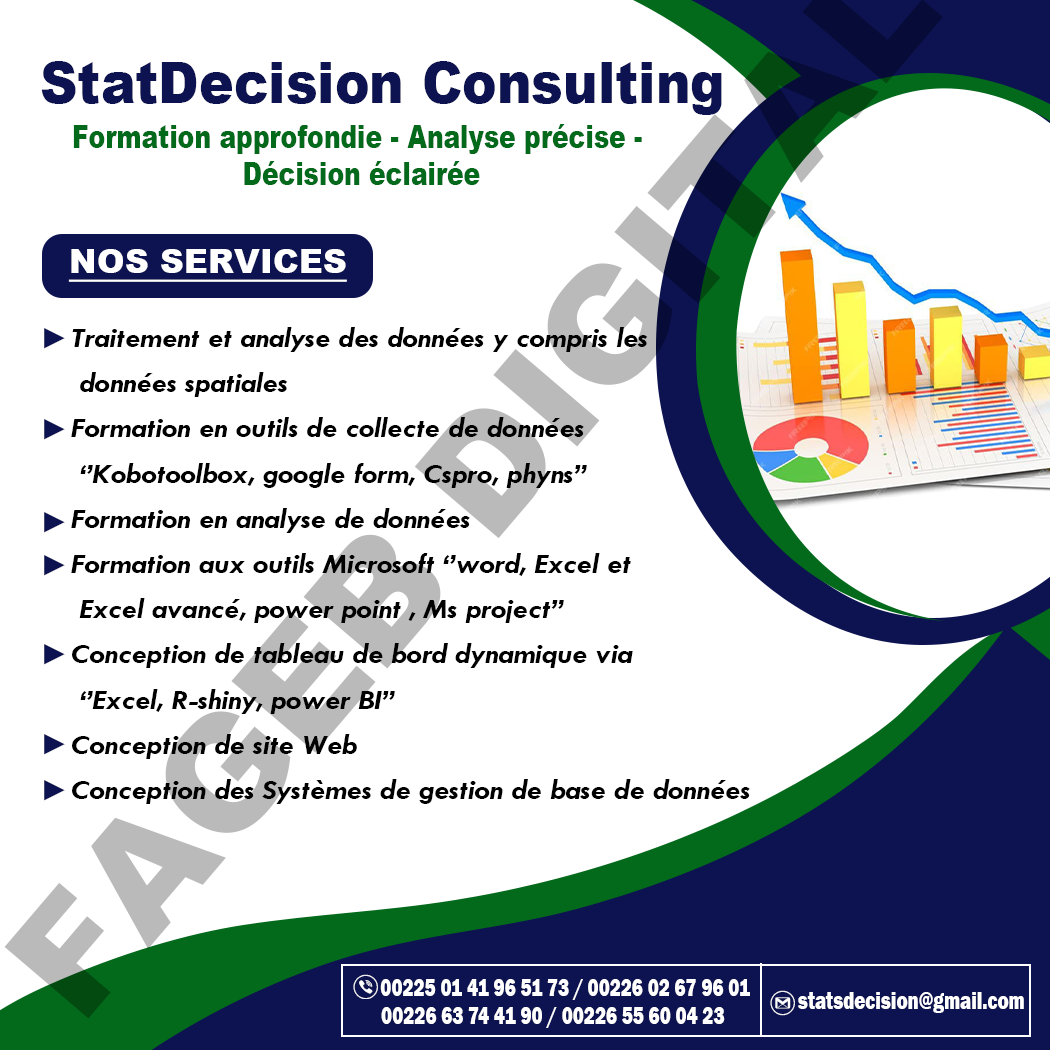 StatDecision Consulting
Formation approfondie - Analyse précise -
Décision éclairée
NOS SERVICES
Traitement et analyse des données y compris les
données spatiales
Formation en outils de collecte de données
‘’Kobotoolbox, google form, Cspro, phyns’’
Formation en analyse de données
Formation aux outils Microsoft ‘’word, Excel et
Excel avancé, power point , Ms project’’
Conception de tableau de bord dynamique via
‘’Excel, R-shiny, power BI’’
Conception de site Web
Conception des Systèmes de gestion de base de données
FAGEB DIGITAL
00225 01 41 96 51 73 / 00226 02 67 96 01
00226 63 74 41 90 / 00226 55 60 04 23
statsdecision@gmail.com